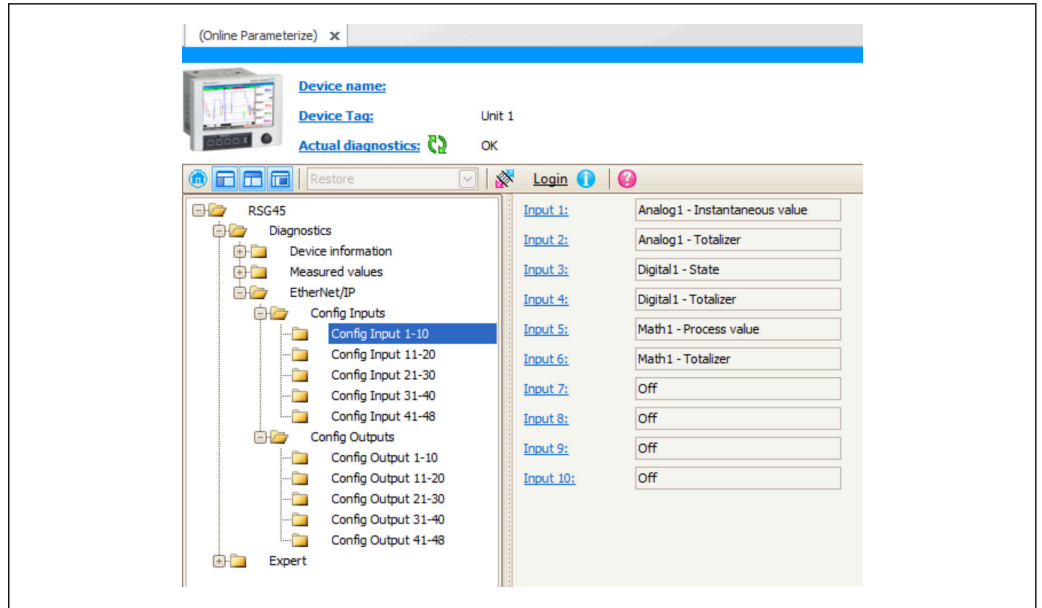 (Online Parameterize) x
Device name:
Device Tag: Unit 1
Actual diagnostics: OK
Restore Login
RSG45
Diagnostics
Device information
Measured values
EtherNet/IP
Config Inputs
Config Input 1-10
Config Input 11-20
Config Input 21-30
Config Input 31-40
Config Input 41-48
Config Outputs
Config Output 1-10
Config Output 11-20
Config Output 21-30
Config Output 31-40
Config Output 41-48
Expert
Input 1: Analog1 - Instantaneous value
Input 2: Analog1 - Totalizer
Input 3: Digital1 - State
Input 4: Digital1 - Totalizer
Input 5: Math1 - Process value
Input 6: Math1 - Totalizer
Input 7: Off
Input 8: Off
Input 9: Off
Input 10: Off